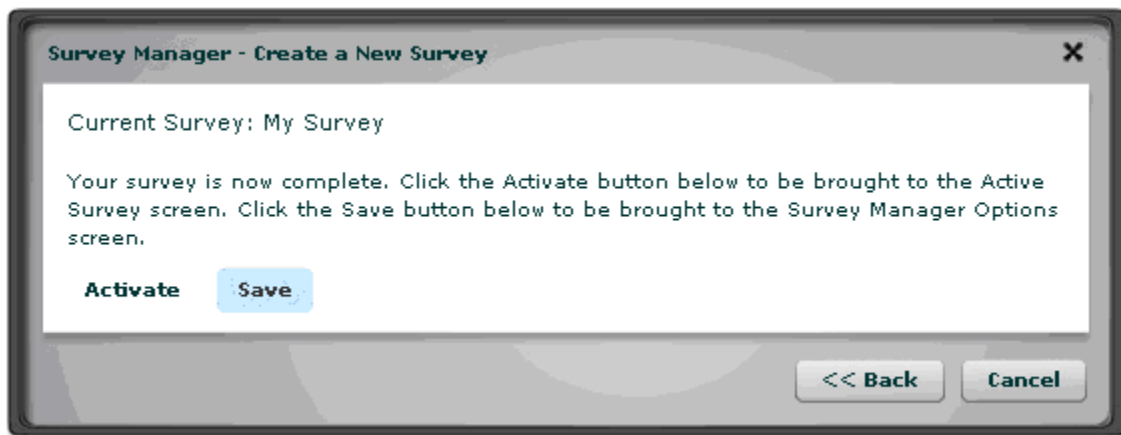 Survey Manager - Create a New Survey
Current Survey: My Survey
Your survey is now complete. Click the Activate button below to be brought to the Active
Survey screen. Click the Save button below to be brought to the Survey Manager Options
screen.
Activate Save
<< Back Cancel